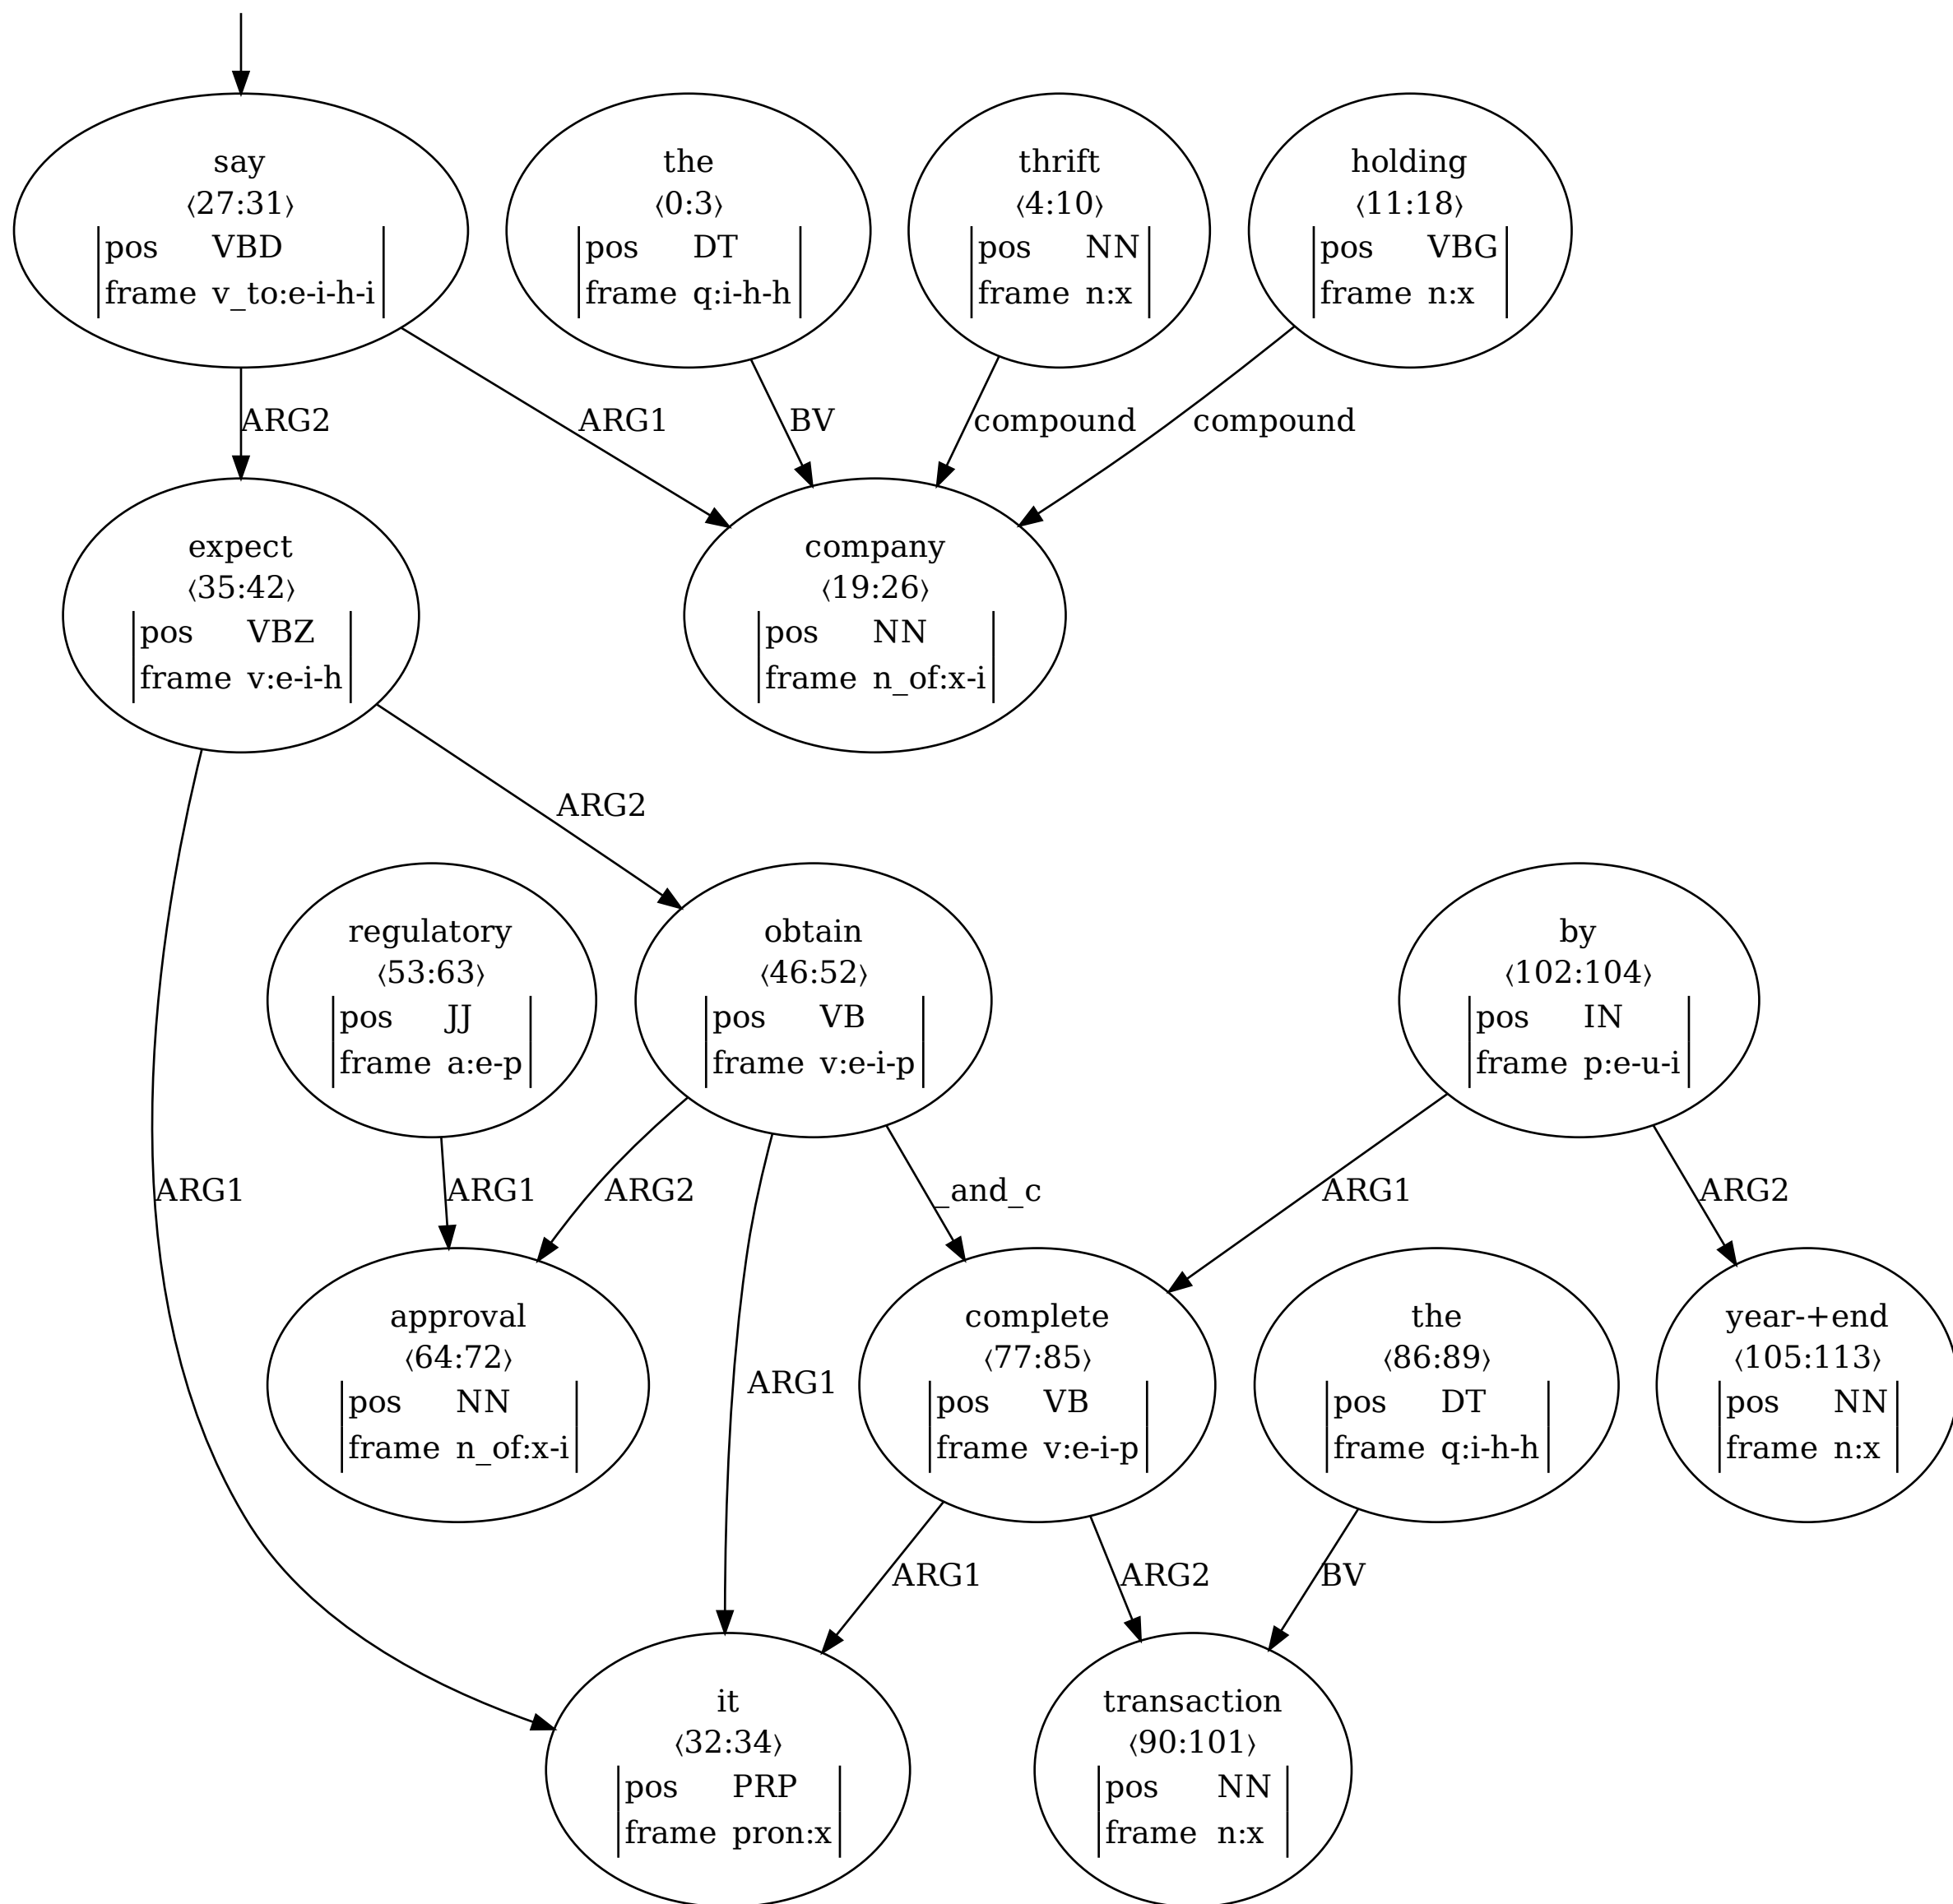 say
⟨27:31⟩
pos VBD
frame v_to:e-i-h-i
the
⟨0:3⟩
pos DT
frame q:i-h-h
thrift
⟨4:10⟩
pos NN
frame n:x
holding
⟨11:18⟩
pos VBG
frame n:x
ARG2
ARG1
BV
compound
compound
expect
⟨35:42⟩
pos VBZ
frame v:e-i-h
company
⟨19:26⟩
pos NN
frame n_of:x-i
ARG2
regulatory
⟨53:63⟩
pos JJ
frame a:e-p
obtain
⟨46:52⟩
pos VB
frame v:e-i-p
by
⟨102:104⟩
pos IN
frame p:e-u-i
ARG1
ARG1
ARG2
_and_c
ARG1
ARG2
approval
⟨64:72⟩
pos NN
frame n_of:x-i
ARG1
complete
⟨77:85⟩
pos VB
frame v:e-i-p
the
⟨86:89⟩
pos DT
frame q:i-h-h
year-+end
⟨105:113⟩
pos NN
frame n:x
ARG1
ARG2
BV
it
⟨32:34⟩
pos PRP
frame pron:x
transaction
⟨90:101⟩
pos NN
frame n:x